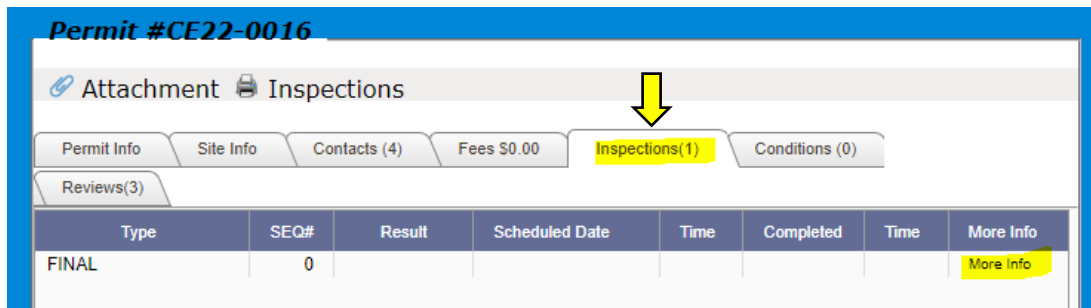 Permit #CE22-0016
Attachment Inspections
Permit Info Site Info Contacts (4) Fees $0.00 Inspections(1) Conditions (0)
Reviews(3)
Type SEQ# Result Scheduled Date Time Completed Time More Info
FINAL 0 More Info